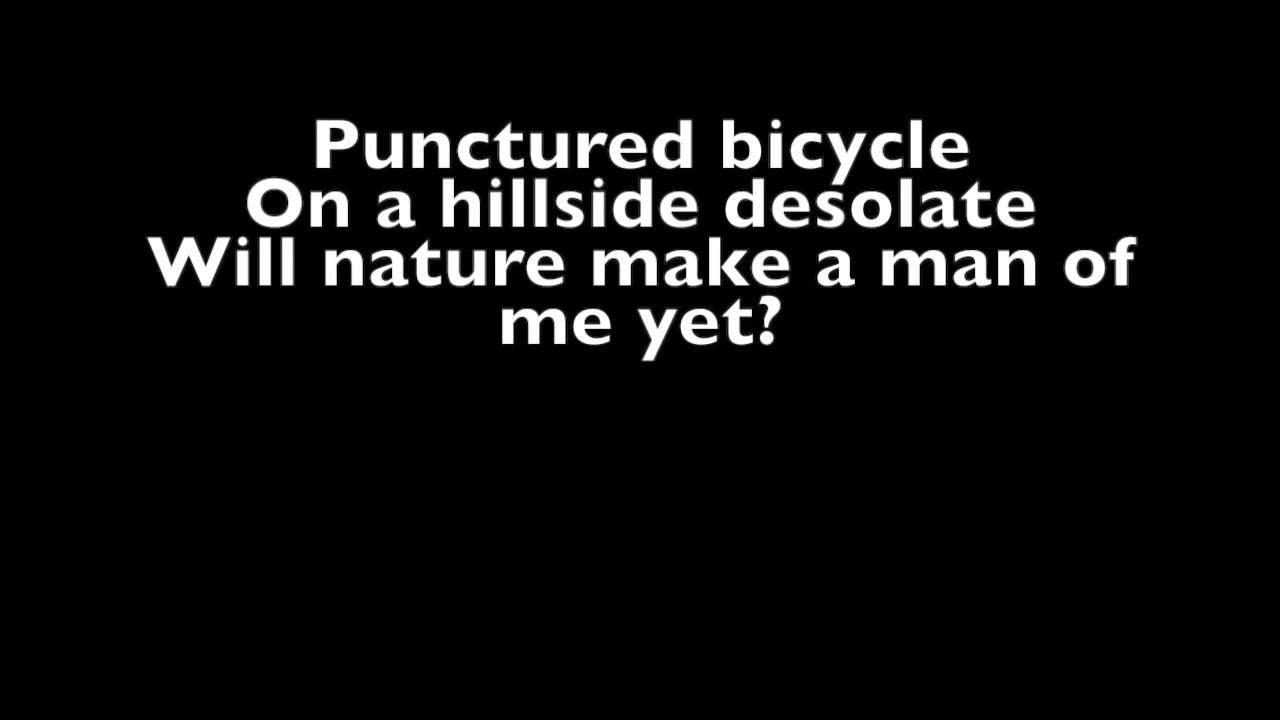 Punctured bicycle
On a hillside desolate
Will nature make a man of
me yet?